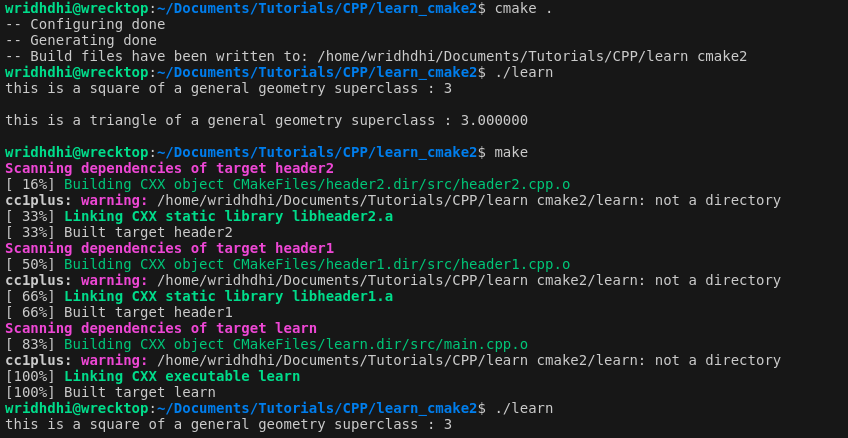 wridhdhi@wrecktop:~/Documents/Tutorials/CPP/learn_cmake2$ cmake .
-- Configuring done
-- Generating done
-- Build files have been written to: /home/wridhdhi/Documents/Tutorials/CPP/learn cmake2
wridhdhi@wrecktop:~/Documents/Tutorials/CPP/learn_cmake2$ ./learn
this is a square of a general geometry superclass : 3
this is a triangle of a general geometry superclass : 3.000000
wridhdhi@wrecktop:~/Documents/Tutorials/CPP/learn_cmake2$ make
Scanning dependencies of target header2
[ 16%] Building CXX object CMakeFiles/header2.dir/src/header2.cpp.o
cc1plus: warning: /home/wridhdhi/Documents/Tutorials/CPP/learn cmake2/learn: not a directory
[ 33%] Linking CXX static library libheader2.a
[ 33%] Built target header2
Scanning dependencies of target header1
[ 50%] Building CXX object CMakeFiles/header1.dir/src/header1.cpp.o
cc1plus: warning: /home/wridhdhi/Documents/Tutorials/CPP/learn cmake2/learn: not a directory
[ 66%] Linking CXX static library libheader1.a
[ 66%] Built target header1
Scanning dependencies of target learn
[ 83%] Building CXX object CMakeFiles/learn.dir/src/main.cpp.o
cc1plus: warning: /home/wridhdhi/Documents/Tutorials/CPP/learn cmake2/learn: not a directory
[100%] Linking CXX executable learn
[100%] Built target learn
wridhdhi@wrecktop:~/Documents/Tutorials/CPP/learn_cmake2$ ./learn
this is a square of a general geometry superclass : 3